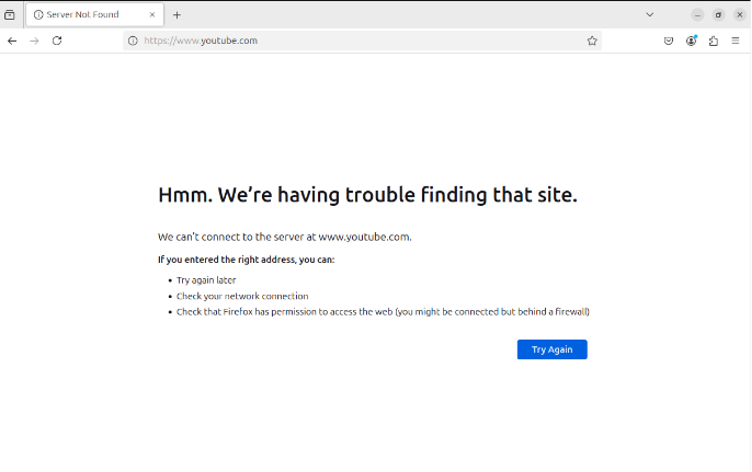 Server Not Found
https://www.youtube.com
Hmm. We're having trouble finding that site.
We can't connect to the server at www.youtube.com.
If you entered the right address, you can:
• Try again later
• Check your network connection
• Check that Firefox has permission to access the web (you might be connected but behind a firewall)
Try Again